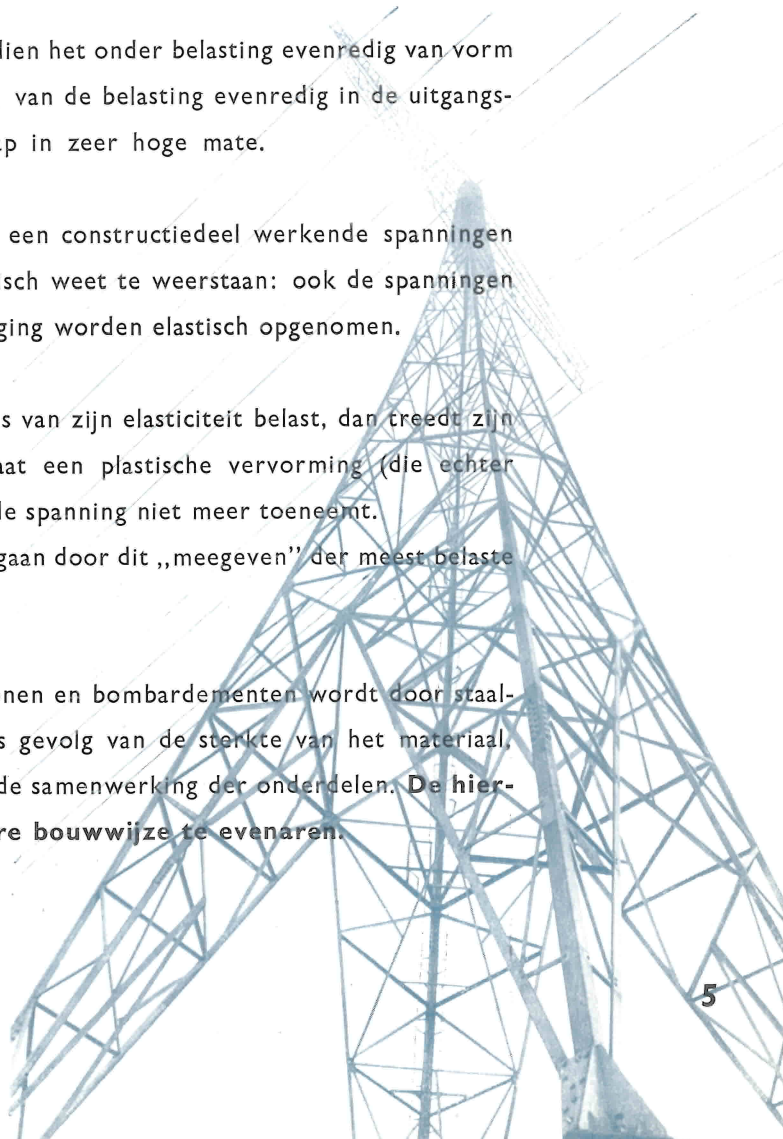 lien het onder belasting evenredig van vorm
van de belasting evenredig in de uitgangs-
ap in zeer hoge mate.
een constructiedeel werkende spanningen
isch weet te weerstaan: ook de spanningen
ging worden elastisch opgenomen.
s van zijn elasticiteit belast, dan treedt zijn
aat een plastische vervorming (die echter
de spanning niet meer toeneemt.
gaan door dit „meegeven” der meest belaste
nen en bombardementen wordt door staal-
s gevolg van de sterkte van het materiaal,
de samenwerking der onderdelen. De hier-
re bouwwijze te evenaren.
5